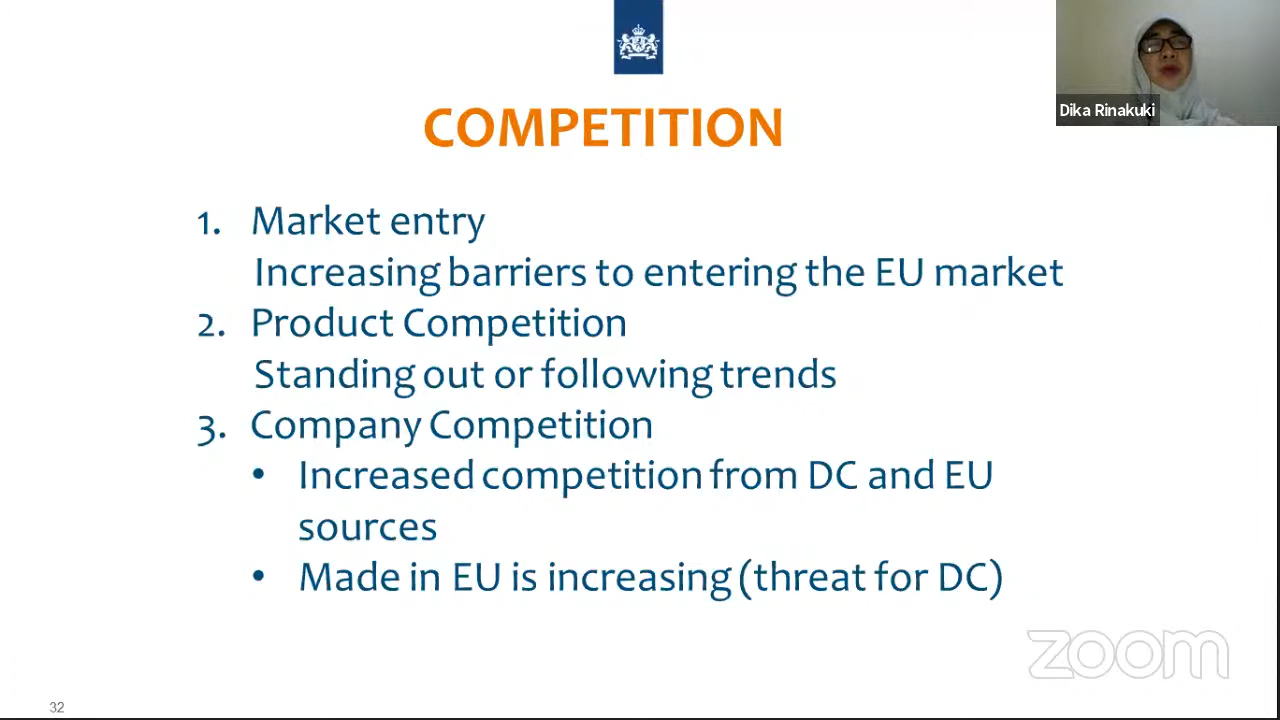 Dika Rinakuki
COMPETITION
1. Market entry
Increasing barriers to entering the EU market
2. Product Competition
Standing out or following trends
3. Company Competition
• Increased competition from DC and EU
sources
• Made in EU is increasing (threat for DC)
zoom
32